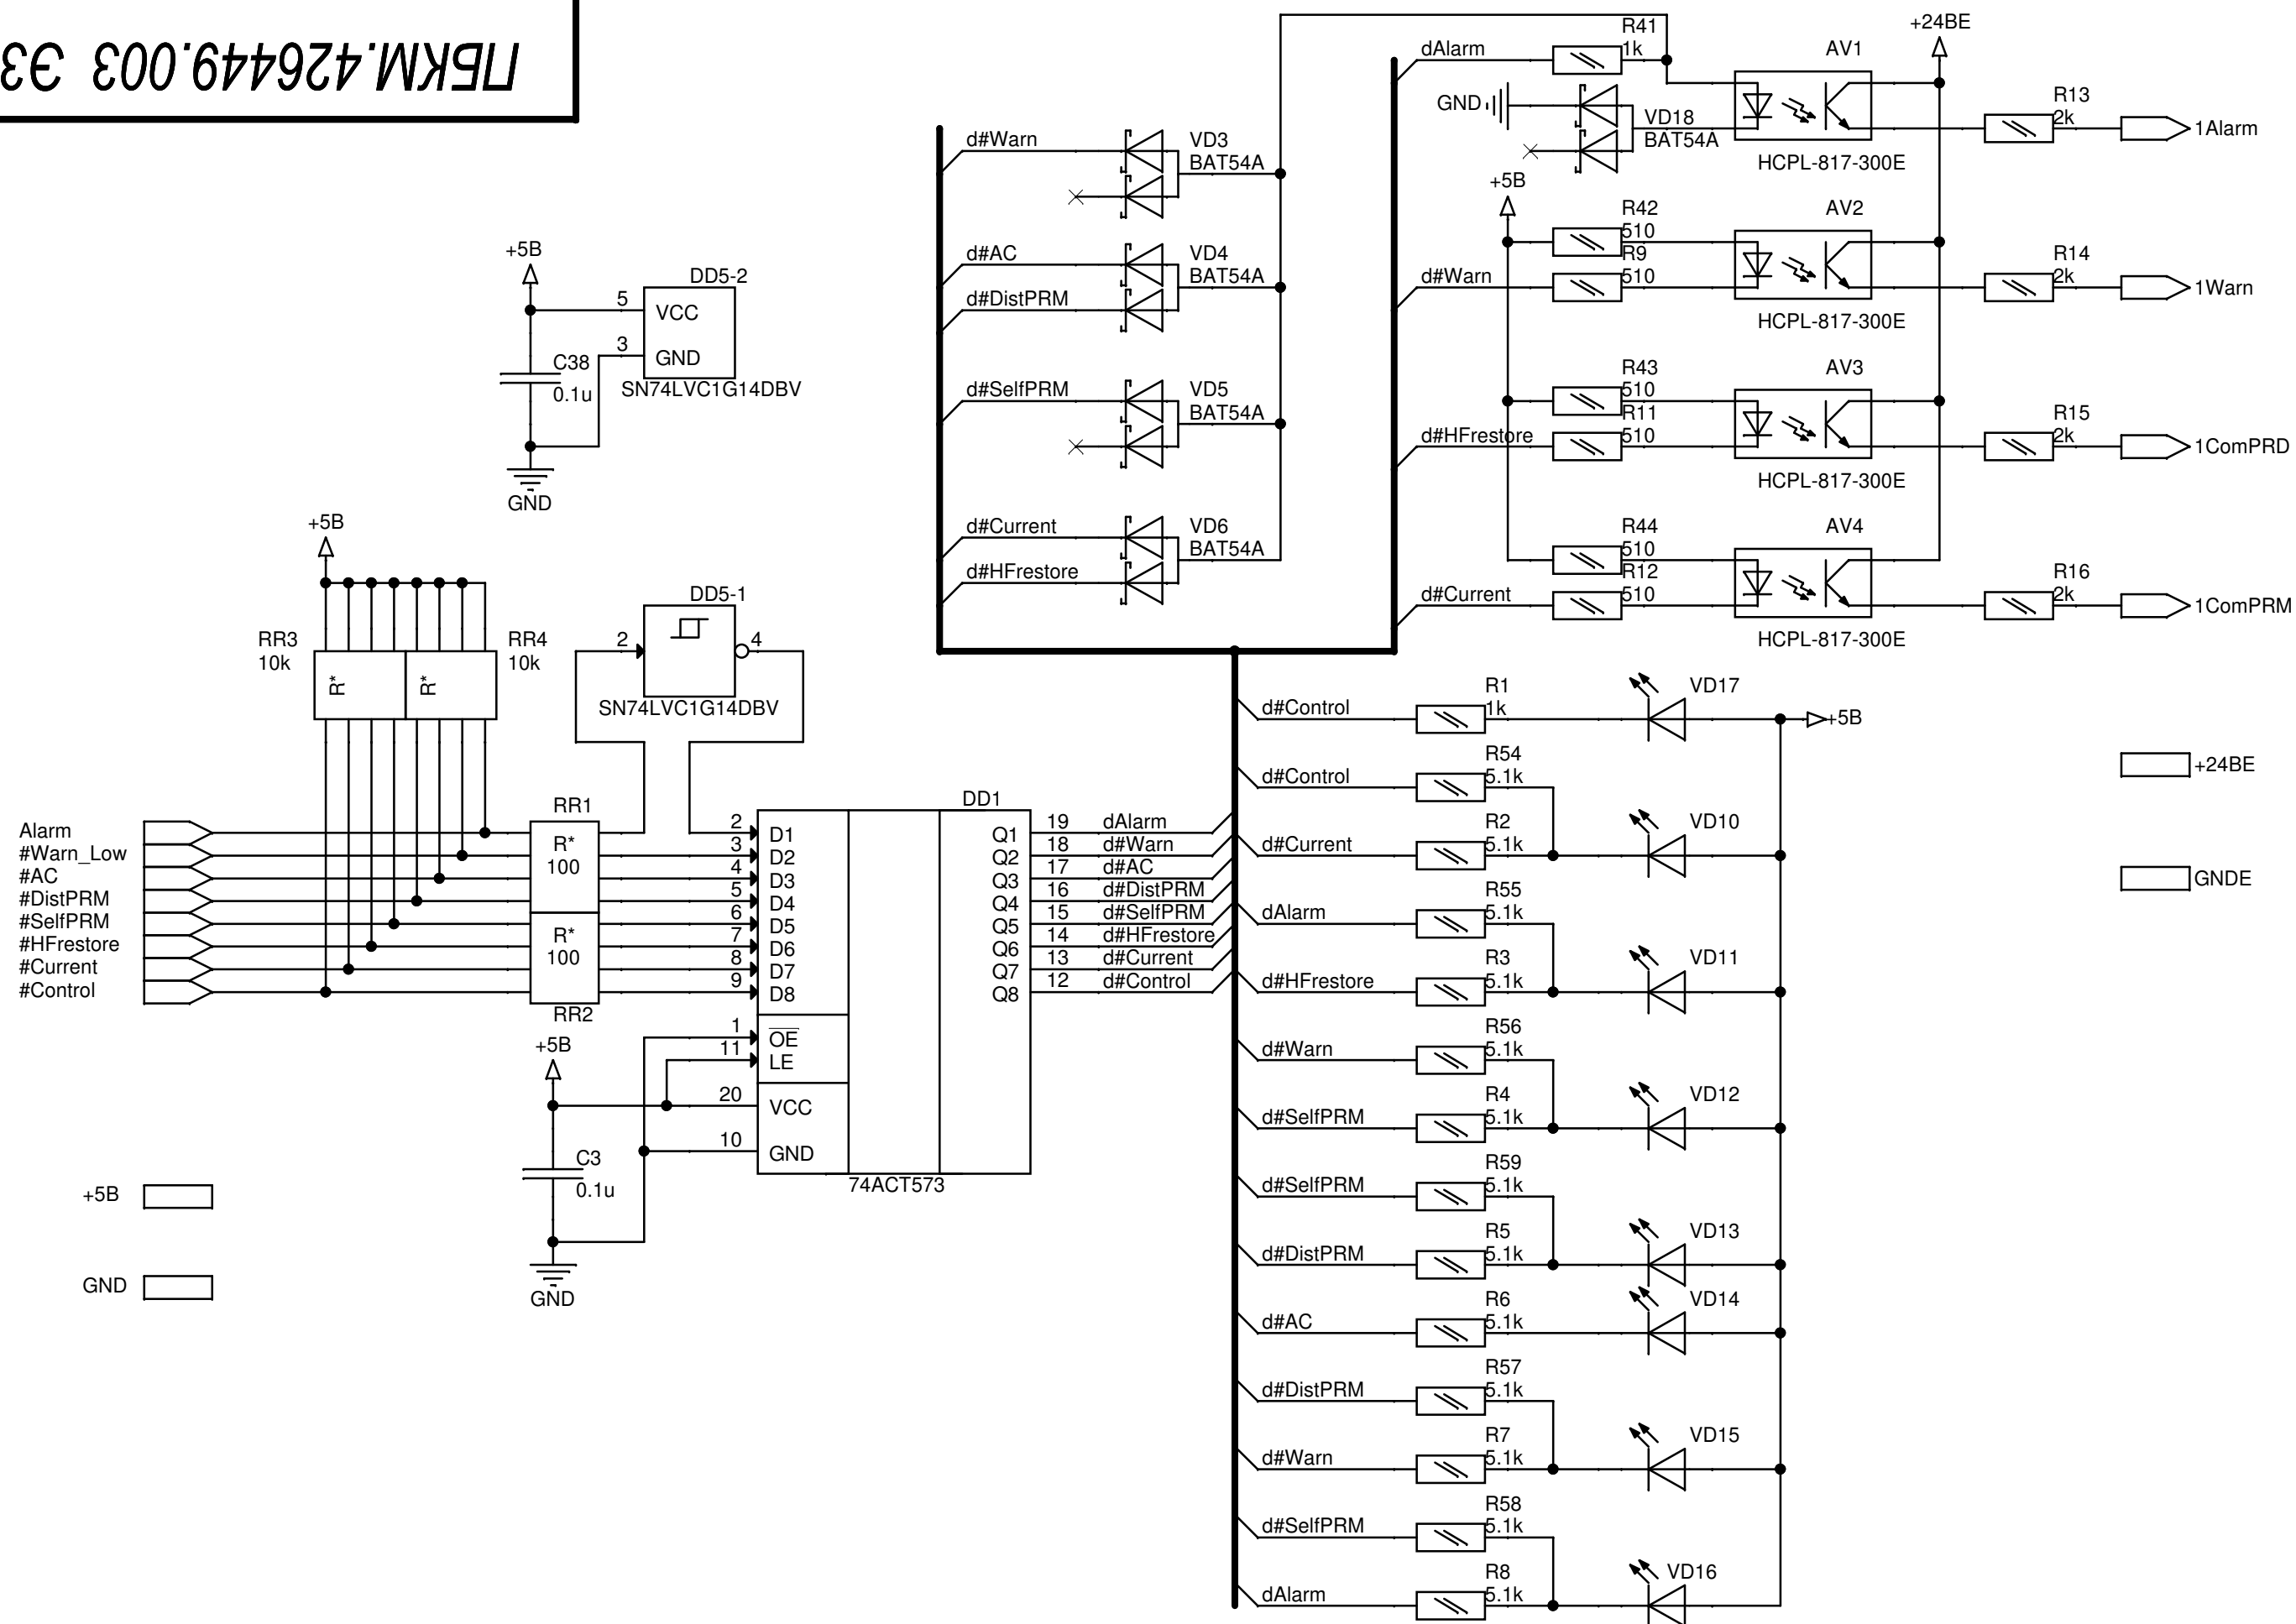 ПБКМ.426449.003 ЭЗ
+5В
DD5-2
5
VCC
3
GND
C38
0.1u
SN74LVC1G14DBV
GND
d#Warn
VD3
BAT54A
d#AC
VD4
BAT54A
d#DistPRM
d#SelfPRM
VD5
BAT54A
d#Current
VD6
BAT54A
d#HFrestore
R41
1k
dAlarm
GND
VD18
BAT54A
AV1
HCPL-817-300E
+24BE
R13
2k
1Alarm
+5B
R42
510
R9
510
d#Warn
AV2
HCPL-817-300E
R14
2k
1Warn
R43
510
R11
510
d#HFrestore
AV3
HCPL-817-300E
R15
2k
1ComPRD
R44
510
R12
510
d#Current
AV4
HCPL-817-300E
R16
2k
1ComPRM
+5B
RR3
10k
R*
R*
RR4
10k
DD5-1
2
4
SN74LVC1G14DBV
Alarm
#Warn_Low
#AC
#DistPRM
#SelfPRM
#HFrestore
#Current
#Control
RR1
R*
100
R*
100
RR2
DD1
2 D1 Q1 19 dAlarm
3 D2 Q2 18 d#Warn
4 D3 Q3 17 d#AC
5 D4 Q4 16 d#DistPRM
6 D5 Q5 15 d#SelfPRM
7 D6 Q6 14 d#HFrestore
8 D7 Q7 13 d#Current
9 D8 Q8 12 d#Control
1 OE
11 LE
20 VCC
10 GND
74ACT573
+5B
C3
0.1u
GND
+5B
GND
d#Control
R1
1k
VD17
+5B
d#Control
R54
5.1k
d#Current
R2
5.1k
VD10
dAlarm
R55
5.1k
d#HFrestore
R3
5.1k
VD11
d#Warn
R56
5.1k
d#SelfPRM
R4
5.1k
VD12
d#SelfPRM
R59
5.1k
d#DistPRM
R5
5.1k
VD13
d#AC
R6
5.1k
VD14
d#DistPRM
R57
5.1k
d#Warn
R7
5.1k
VD15
d#SelfPRM
R58
5.1k
dAlarm
R8
5.1k
VD16
+24BE
GNDE